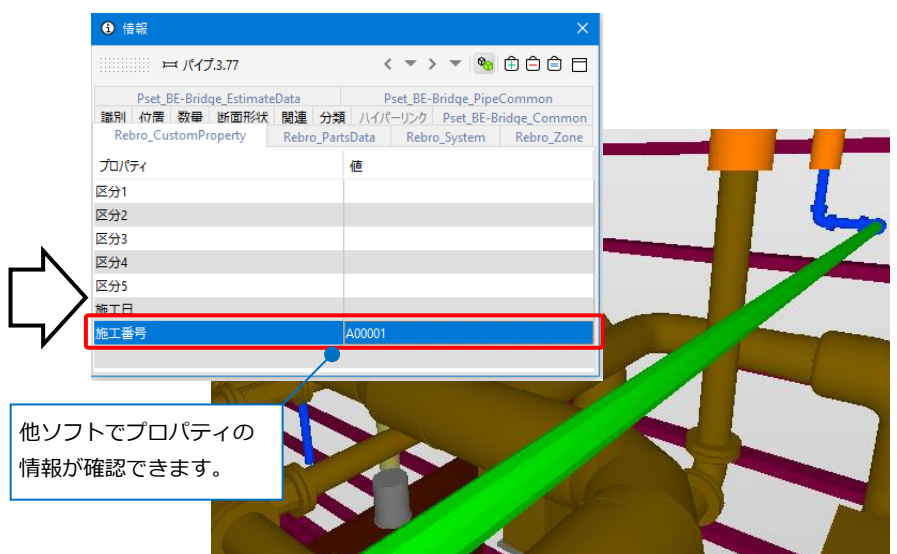 情報
パイプ.3.77
Pset_BE-Bridge_EstimateData Pset_BE-Bridge_PipeCommon
識別 位置 数量 断面形状 関連 分類 ハイパーリンク Pset_BE-Bridge_Common
Rebro_CustomProperty Rebro_PartsData Rebro_System Rebro_Zone
プロパティ 値
区分1
区分2
区分3
区分4
区分5
施工日
施工番号 A00001
他ソフトでプロパティの
情報が確認できます。